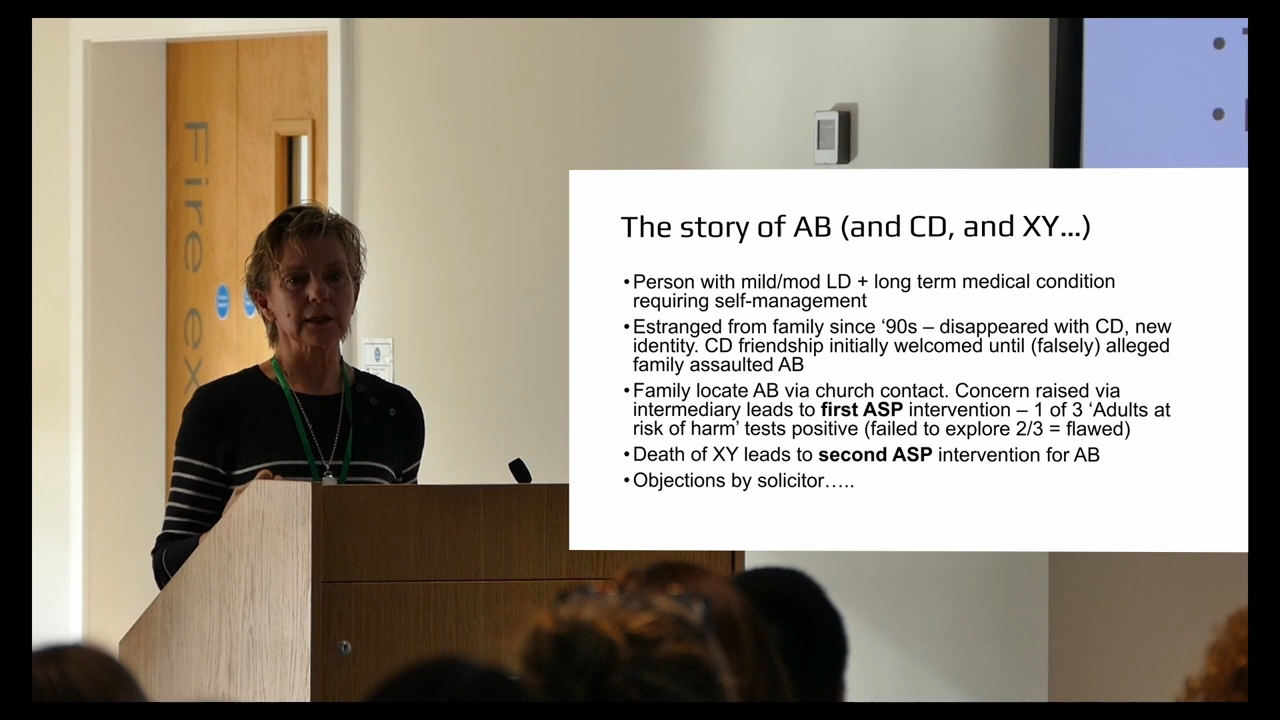 Fire ex
The story of AB (and CD, and XY...)
•Person with mild/mod LD + long term medical condition
requiring self-management
•Estranged from family since ‘90s – disappeared with CD, new
identity. CD friendship initially welcomed until (falsely) alleged
family assaulted AB
•Family locate AB via church contact. Concern raised via
intermediary leads to first ASP intervention – 1 of 3 ‘Adults at
risk of harm’ tests positive (failed to explore 2/3 = flawed)
•Death of XY leads to second ASP intervention for AB
•Objections by solicitor…..